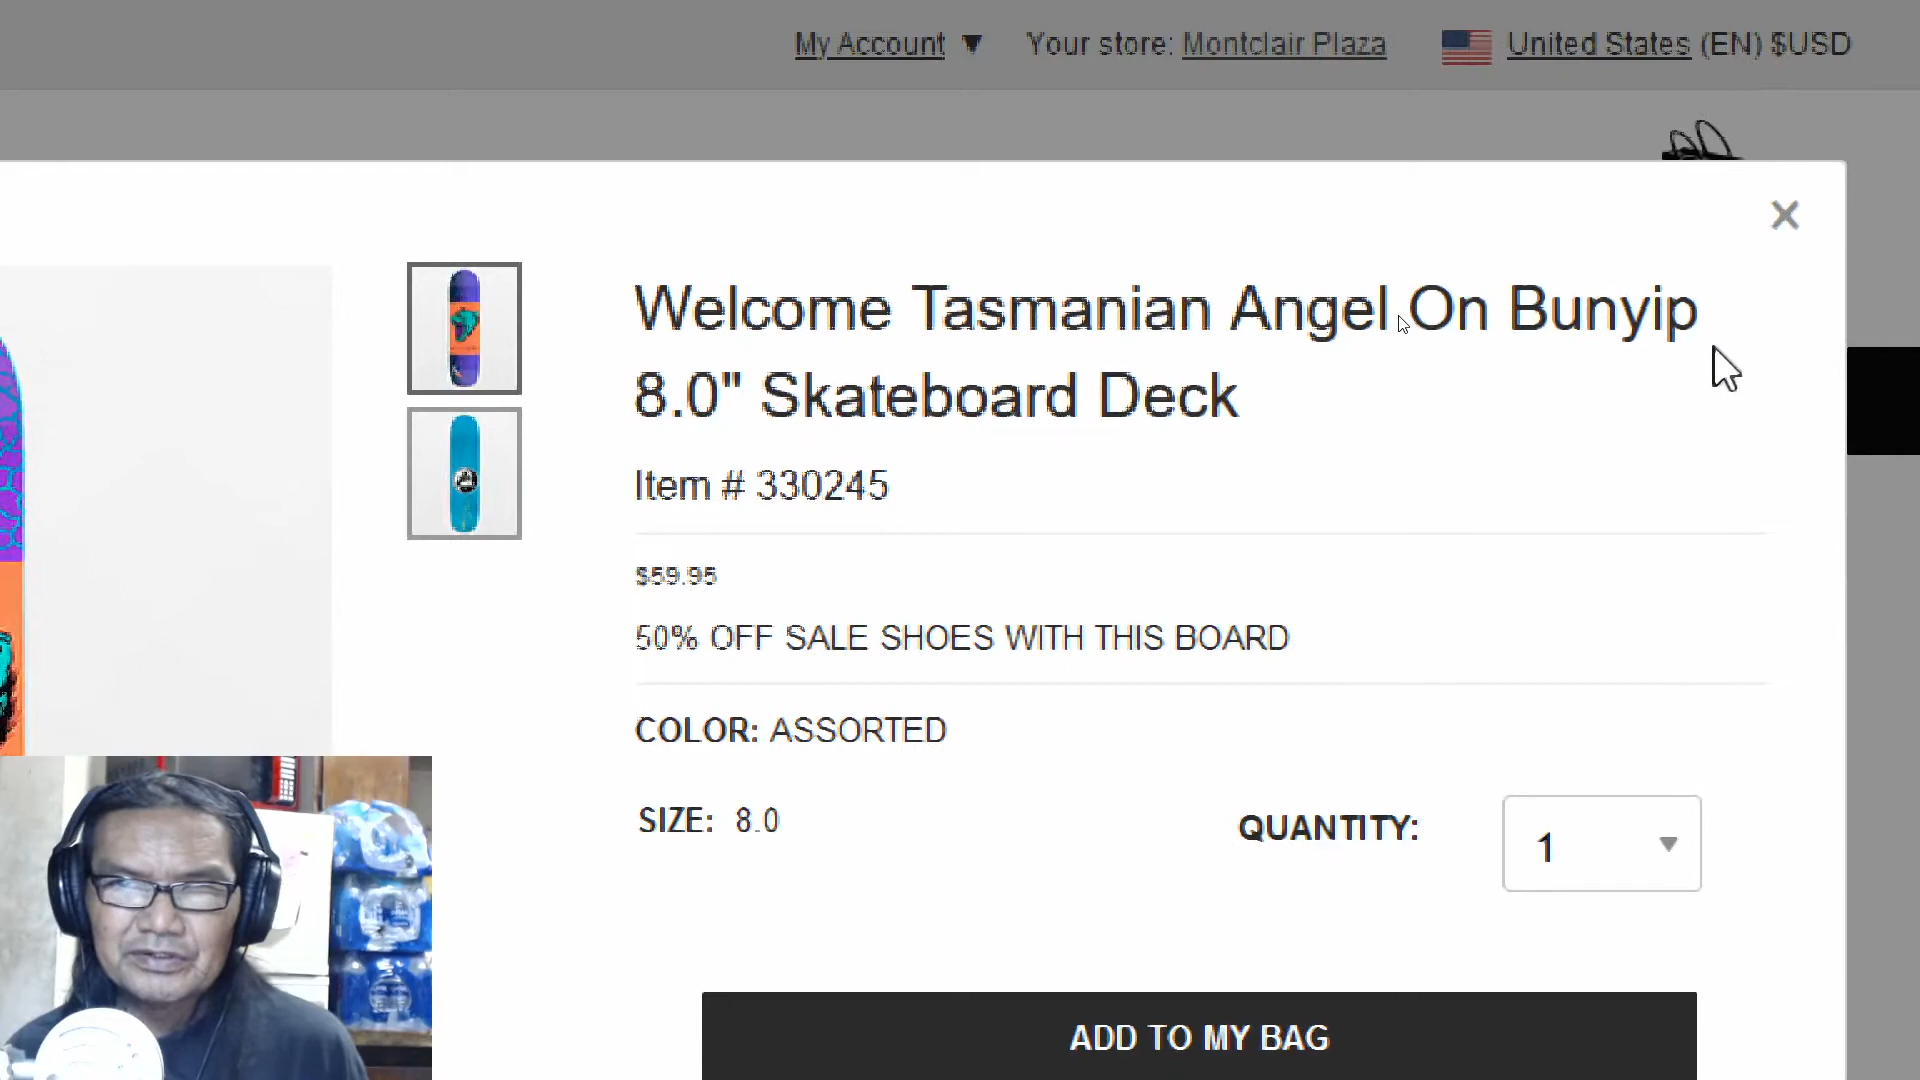 My Account ▼ Your store: Montclair Plaza United States (EN) $USD
Welcome Tasmanian Angel On Bunyip
8.0" Skateboard Deck
Item # 330245
$59.95
50% OFF SALE SHOES WITH THIS BOARD
COLOR: ASSORTED
SIZE: 8.0
QUANTITY: 1
ADD TO MY BAG